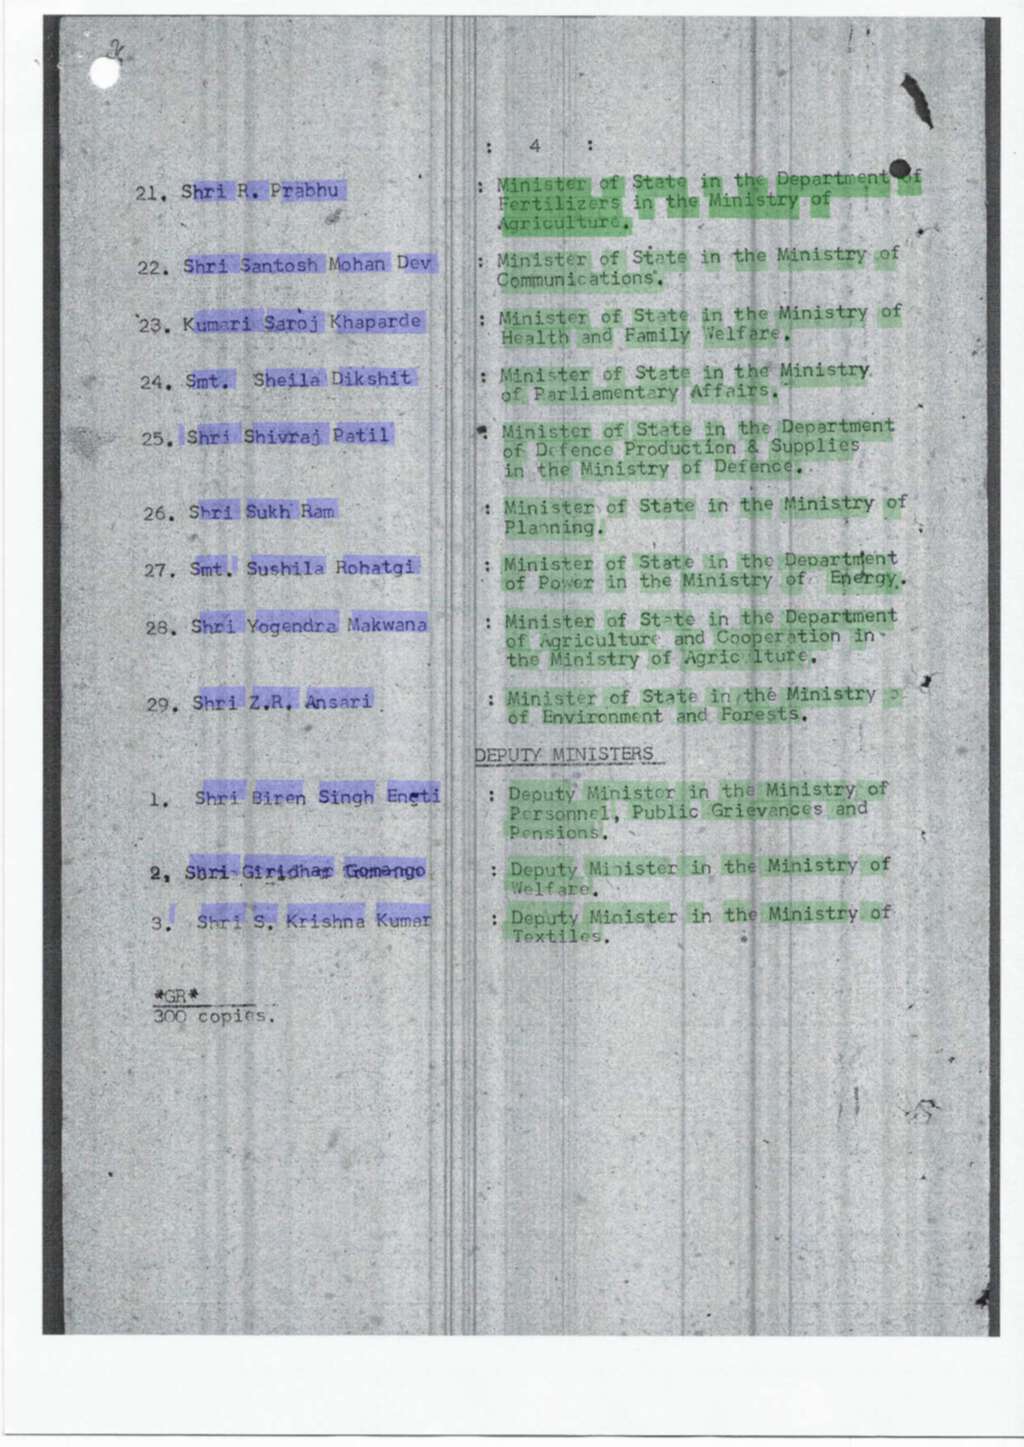 : 4 :
21. Shri R. Prabhu : Minister of State in the Department of
Fertilizers in the Ministry of
Agriculture.
22. Shri Santosh Mohan Dev : Minister of State in the Ministry of
Communications.
23. Kumari Saroj Khaparde : Minister of State in the Ministry of
Health and Family Welfare.
24. Smt. Sheila Dikshit : Minister of State in the Ministry
of Parliamentary Affairs.
25. Shri Shivraj Patil : Minister of State in the Department
of Defence Production & Supplies
in the Ministry of Defence.
26. Shri Sukh Ram : Minister of State in the Ministry of
Planning.
27. Smt. Sushila Rohatgi : Minister of State in the Department
of Power in the Ministry of Energy.
28. Shri Yogendra Makwana : Minister of State in the Department
of Agriculture and Cooperation in
the Ministry of Agriculture.
29. Shri Z.R. Ansari : Minister of State in the Ministry
of Environment and Forests.
DEPUTY MINISTERS
1. Shri Biren Singh Engti : Deputy Minister in the Ministry of
Personnel, Public Grievances and
Pensions.
2. Shri Giridhar Gomango : Deputy Minister in the Ministry of
Welfare.
3. Shri S. Krishna Kumar : Deputy Minister in the Ministry of
Textiles.
*GR*
300 copies.